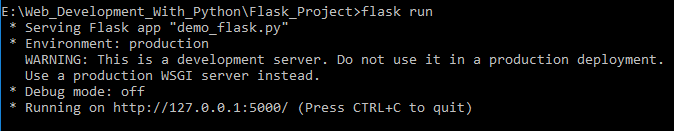 E:\Web_Development_With_Python\Flask_Project>flask run
 * Serving Flask app "demo_flask.py"
 * Environment: production
   WARNING: This is a development server. Do not use it in a production deployment.
   Use a production WSGI server instead.
 * Debug mode: off
 * Running on http://127.0.0.1:5000/ (Press CTRL+C to quit)